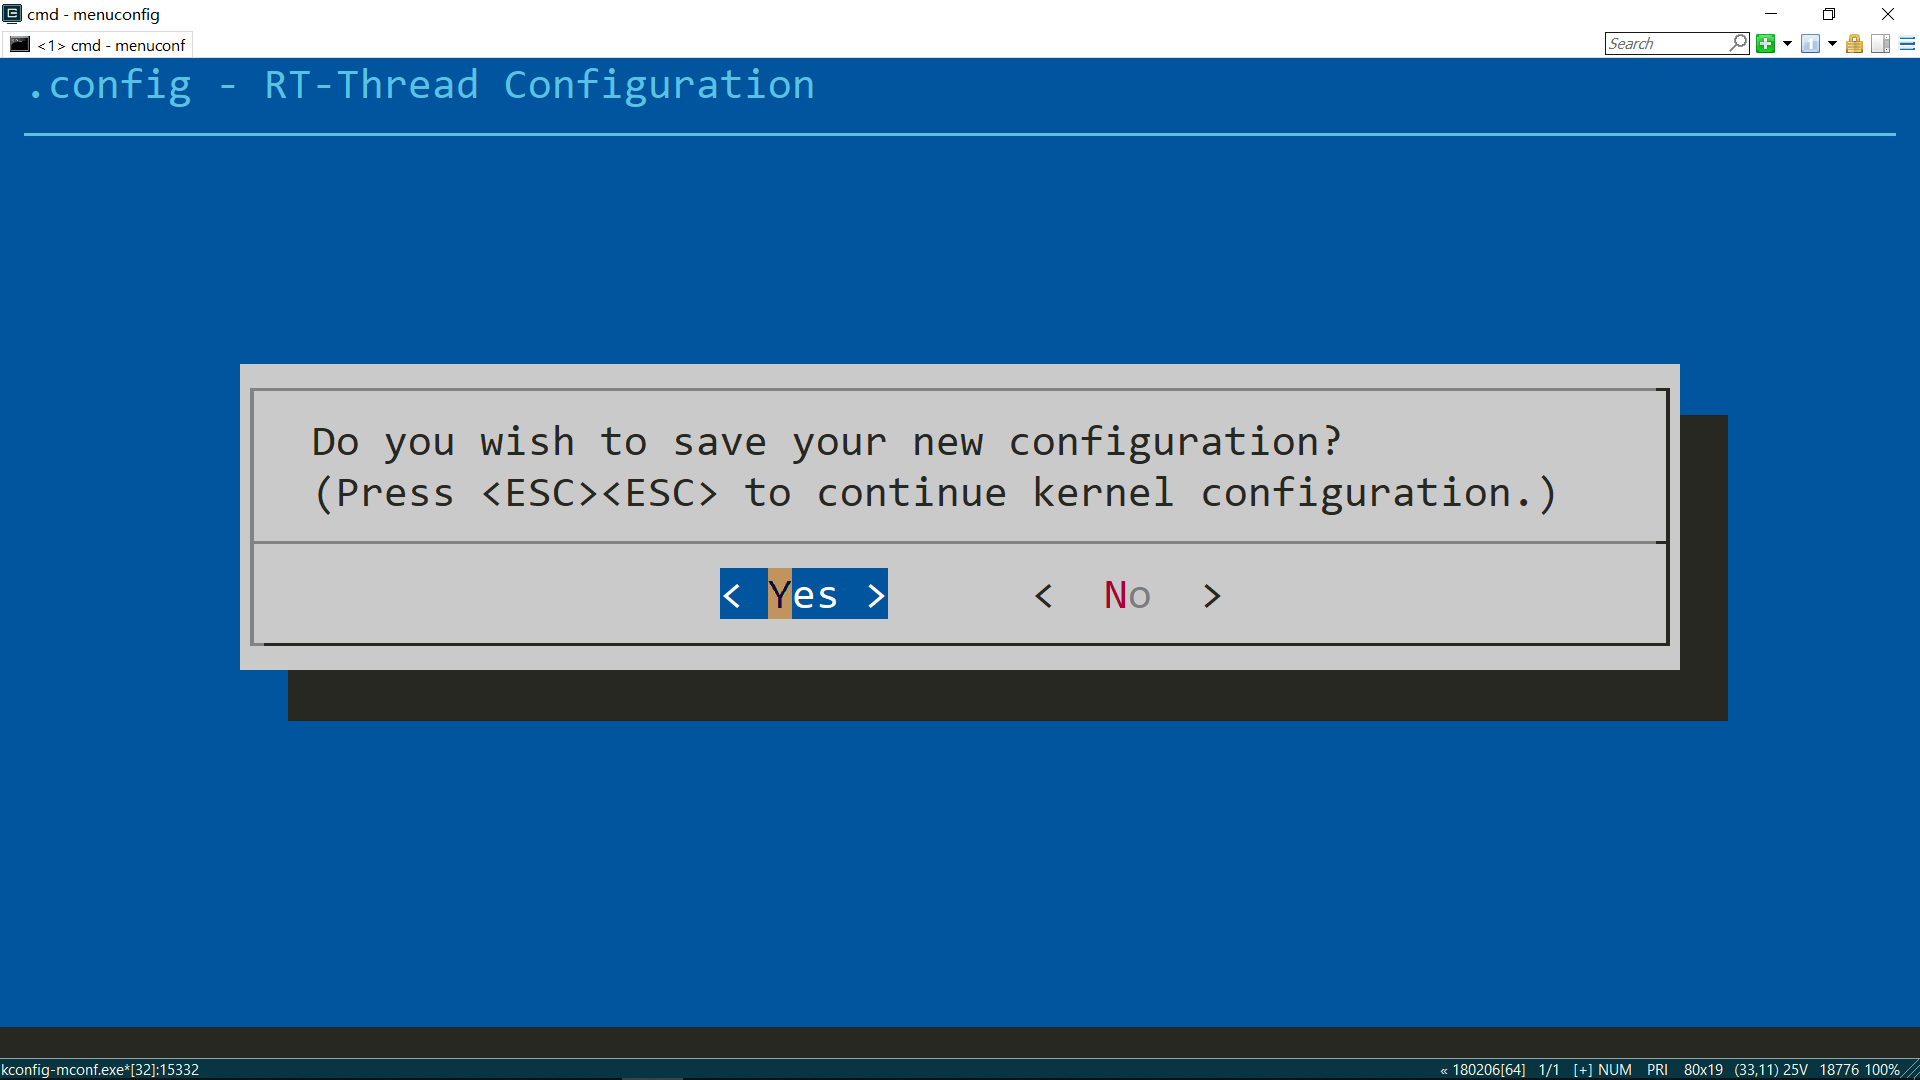 cmd - menuconfig
<1> cmd - menuconf
Search
.config - RT-Thread Configuration
Do you wish to save your new configuration?
(Press <ESC><ESC> to continue kernel configuration.)
< Yes > < No >
kconfig-mconf.exe*[32]:15332
« 180206[64] 1/1 [+] NUM PRI 80x19 (33,11) 25V 18776 100%